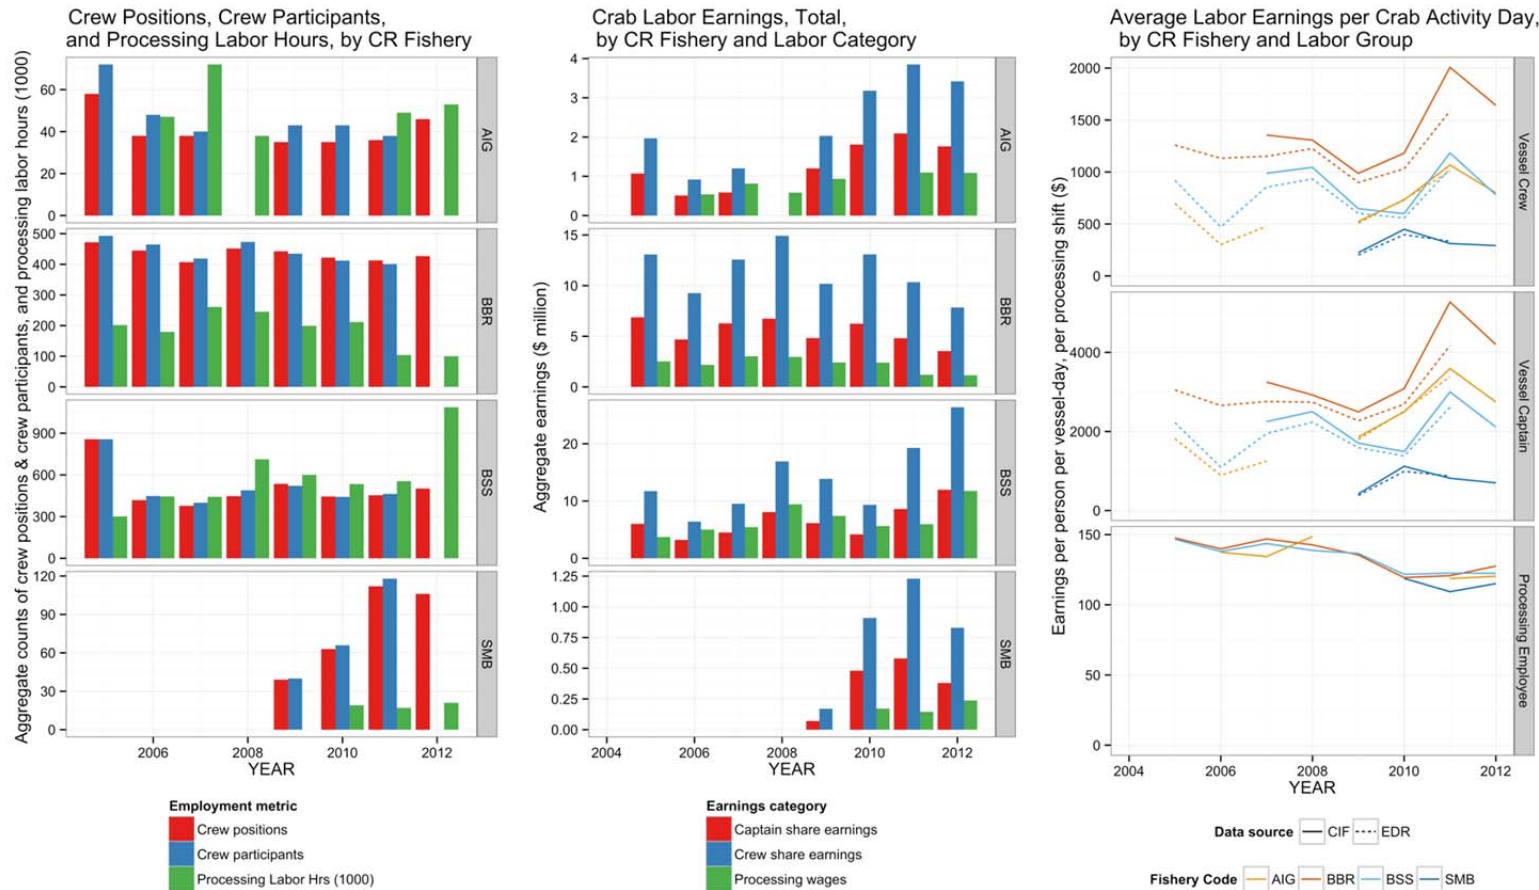 Crew Positions, Crew Participants,
and Processing Labor Hours, by CR Fishery
Aggregate counts of crew positions & crew participants, and processing labor hours (1000)
60
40
20
0
AIG
500
400
300
200
100
0
BBR
900
600
300
0
BSS
120
90
60
30
0
SMB
2006
2008
2010
2012
YEAR
Employment metric
Crew positions
Crew participants
Processing Labor Hrs (1000)
Crab Labor Earnings, Total,
by CR Fishery and Labor Category
Aggregate earnings ($ million)
4
3
2
1
0
AIG
15
10
5
0
BBR
20
10
0
BSS
1.25
1.00
0.75
0.50
0.25
0.00
SMB
2004
2006
2008
2010
2012
YEAR
Earnings category
Captain share earnings
Crew share earnings
Processing wages
Average Labor Earnings per Crab Activity Day,
by CR Fishery and Labor Group
Earnings per person per vessel-day, per processing shift ($)
2000
1500
1000
500
0
Vessel Crew
4000
2000
0
Vessel Captain
150
100
50
0
Processing Employee
2004
2006
2008
2010
2012
YEAR
Data source CIF EDR
Fishery Code AIG BBR BSS SMB